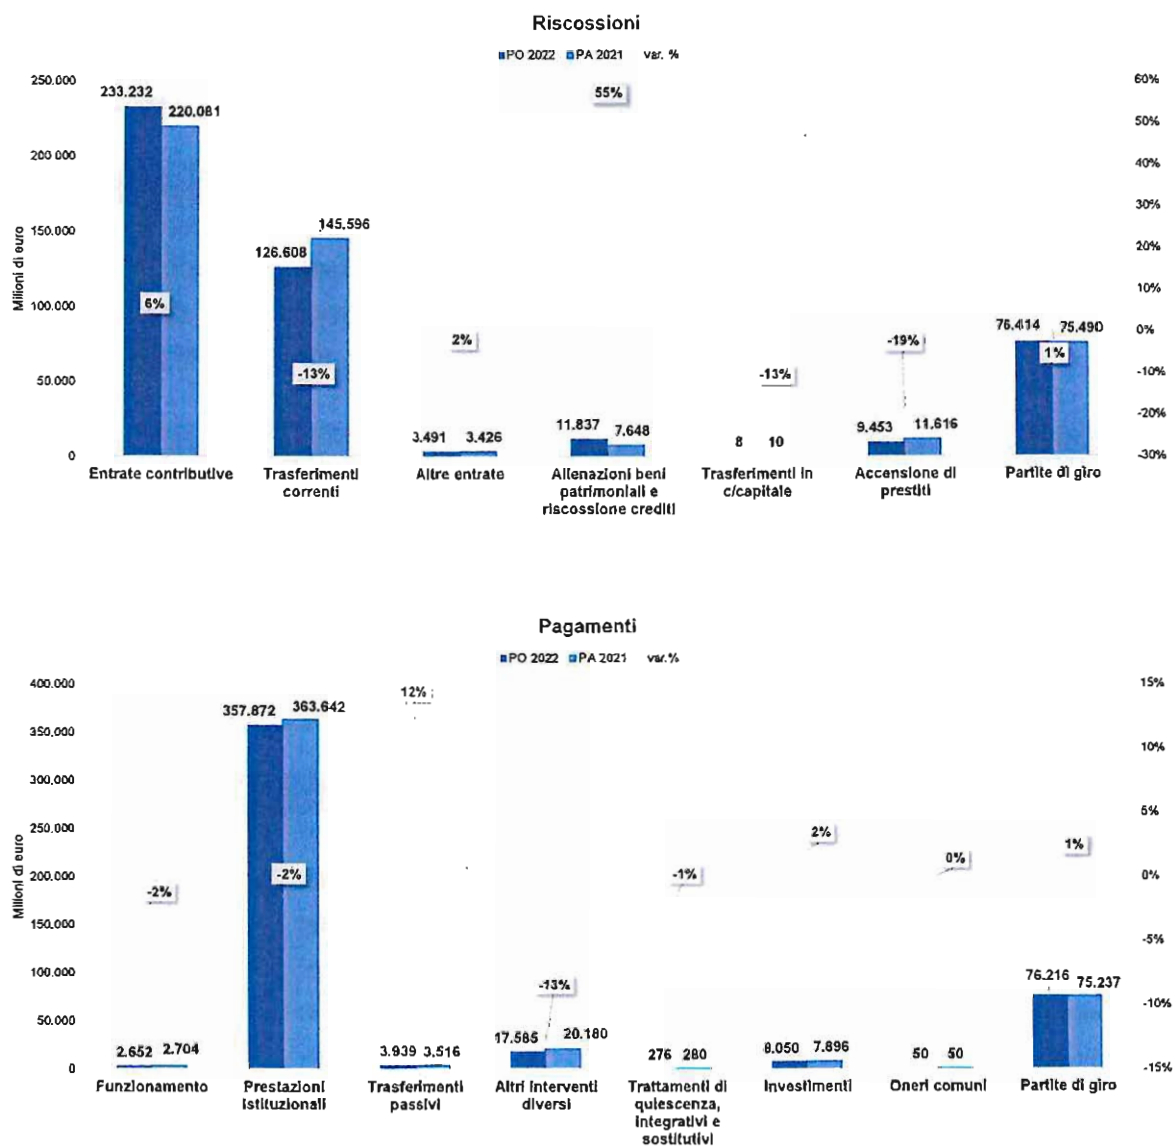 Riscossioni
PO 2022 PA 2021 var. %
Milioni di euro
250.000
200.000
150.000
100.000
50.000
0
60%
50%
40%
30%
20%
10%
0%
-10%
-20%
-30%
233.232 220.081
6%
126.608 145.596
-13%
3.491 3.426
2%
11.837 7.648
55%
8 10
-13%
9.453 11.616
-19%
76.414 75.490
1%
Entrate contributive
Trasferimenti
correnti
Altre entrate
Alienazioni beni
patrimoniali e
riscossione crediti
Trasferimenti in
c/capitale
Accensione di
prestiti
Partite di giro
Pagamenti
PO 2022 PA 2021 var.%
Milioni di euro
400.000
350.000
300.000
250.000
200.000
150.000
100.000
50.000
0
15%
10%
5%
0%
-5%
-10%
-15%
2.652 2.704
-2%
357.872 363.642
-2%
3.939 3.516
12%
17.585 20.180
-13%
276 280
-1%
8.050 7.896
2%
50 50
0%
76.216 75.237
1%
Funzionamento
Prestazioni
istituzionali
Trasferimenti
passivi
Altri interventi
diversi
Trattamenti di
quiescenza,
integrativi e
sostitutivi
Investimenti
Oneri comuni
Partite di giro